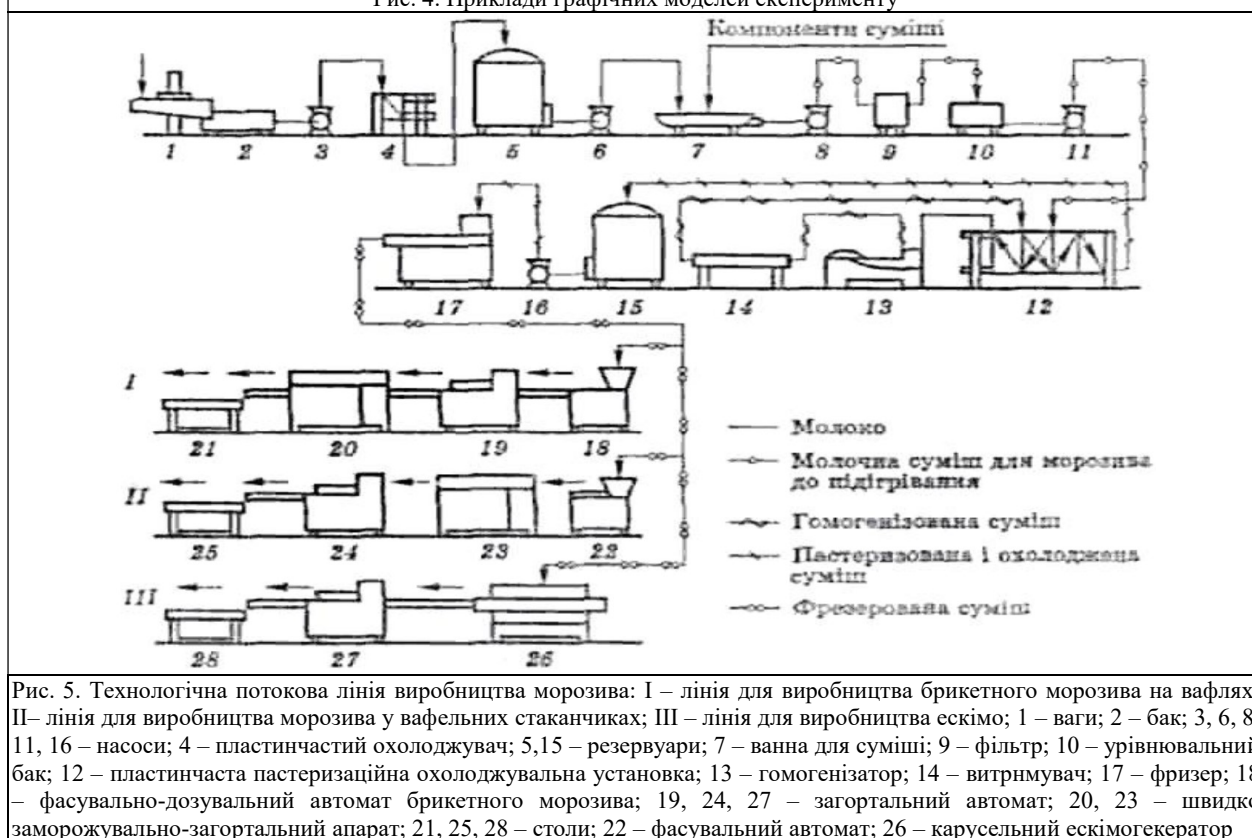 Рис. 4. Приклади графічних моделей експерименту
Компоненти суміші
1 2 3 4 5 6 7 8 9 10 11
17 16 15 14 13 12
I
21 20 19 18
II
25 24 23 22
III
28 27 26
Молоко
Молочна суміш для морозива
до підігрівання
Гомогенізована суміш
Пастеризована і охолоджена
суміш
Фрезерована суміш
Рис. 5. Технологічна потокова лінія виробництва морозива: I – лінія для виробництва брикетного морозива на вафлях
II– лінія для виробництва морозива у вафельних стаканчиках; III – лінія для виробництва ескімо; 1 – ваги; 2 – бак; 3, 6, 8
11, 16 – насоси; 4 – пластинчастий охолоджувач; 5,15 – резервуари; 7 – ванна для суміші; 9 – фільтр; 10 – урівнювальний
бак; 12 – пластинчаста пастеризаційна охолоджувальна установка; 13 – гомогенізатор; 14 – витрнмувач; 17 – фризер; 18
– фасувально-дозувальний автомат брикетного морозива; 19, 24, 27 – загортальний автомат; 20, 23 – швидко
заморожувально-загортальний апарат; 21, 25, 28 – столи; 22 – фасувальний автомат; 26 – карусельний ескімогекератор